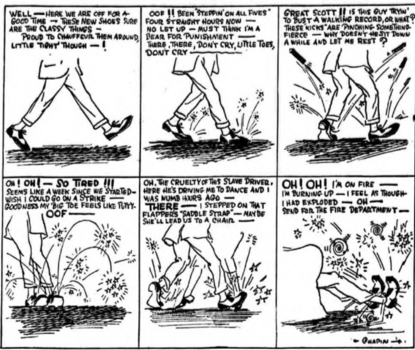 WELL — HERE WE ARE OFF FOR A
GOOD TIME — THESE NEW SHOES SURE
ARE THE CLASSY THINGS —
PROUD TO CHAUFFEUR THEM AROUND
LITTLE TIGHT THOUGH — !
OOF !! BEEN "STEPPIN' ON ALL FIVES"
FOUR STRAIGHT HOURS NOW —
NO LET UP — MUST THINK I'M A
BEAR FOR PUNISHMENT —
THERE, THERE, DON'T CRY, LITTLE TOES,
DON'T CRY —
GREAT SCOTT !! IS THIS GUY TRYIN'
TO BUST A WALKING RECORD, OR WHAT?
THESE KICKS ARE PINCHING SOMETHING
FIERCE — WHY DOESN'T HE SIT DOWN
A WHILE AND LET ME REST ?
OH! OH! — SO TIRED !!!
SEEMS LIKE A WEEK SINCE WE STARTED —
WISH I COULD GO ON A STRIKE —
GOODNESS MY BIG TOE FEELS LIKE PUTTY.
OOF
OH, THE CRUELTY OF THIS SLAVE DRIVER,
HERE HE'S DRIVING ME TO DANCE AND I
WAS NUMB HOURS AGO —
THERE — I STEPPED ON THAT
FLAPPER'S "SADDLE STRAP" — MAYBE
SHE'LL LEAD US TO A CHAIR —
OH! OH! I'M ON FIRE —
I'M BURNING UP — I FEEL AS THOUGH
I HAD EXPLODED — OH —
SEND FOR THE FIRE DEPARTMENT —
CHAPIN